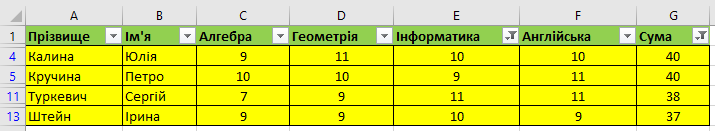 A B C D E F G
1 Прізвище Ім'я Алгебра Геометрія Інформатика Англійська Сума
4 Калина Юлія 9 11 10 10 40
5 Кручина Петро 10 10 9 11 40
11 Туркевич Сергій 7 9 11 11 38
13 Штейн Ірина 9 9 10 9 37